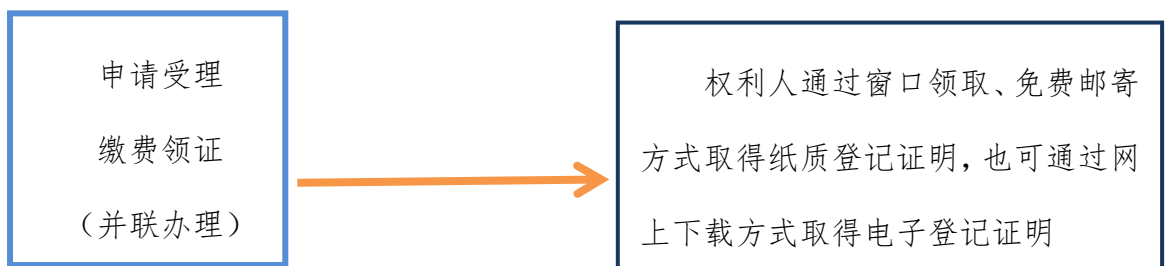 申请受理
缴费领证
（并联办理）
权利人通过窗口领取、免费邮寄
方式取得纸质登记证明，也可通过网
上下载方式取得电子登记证明